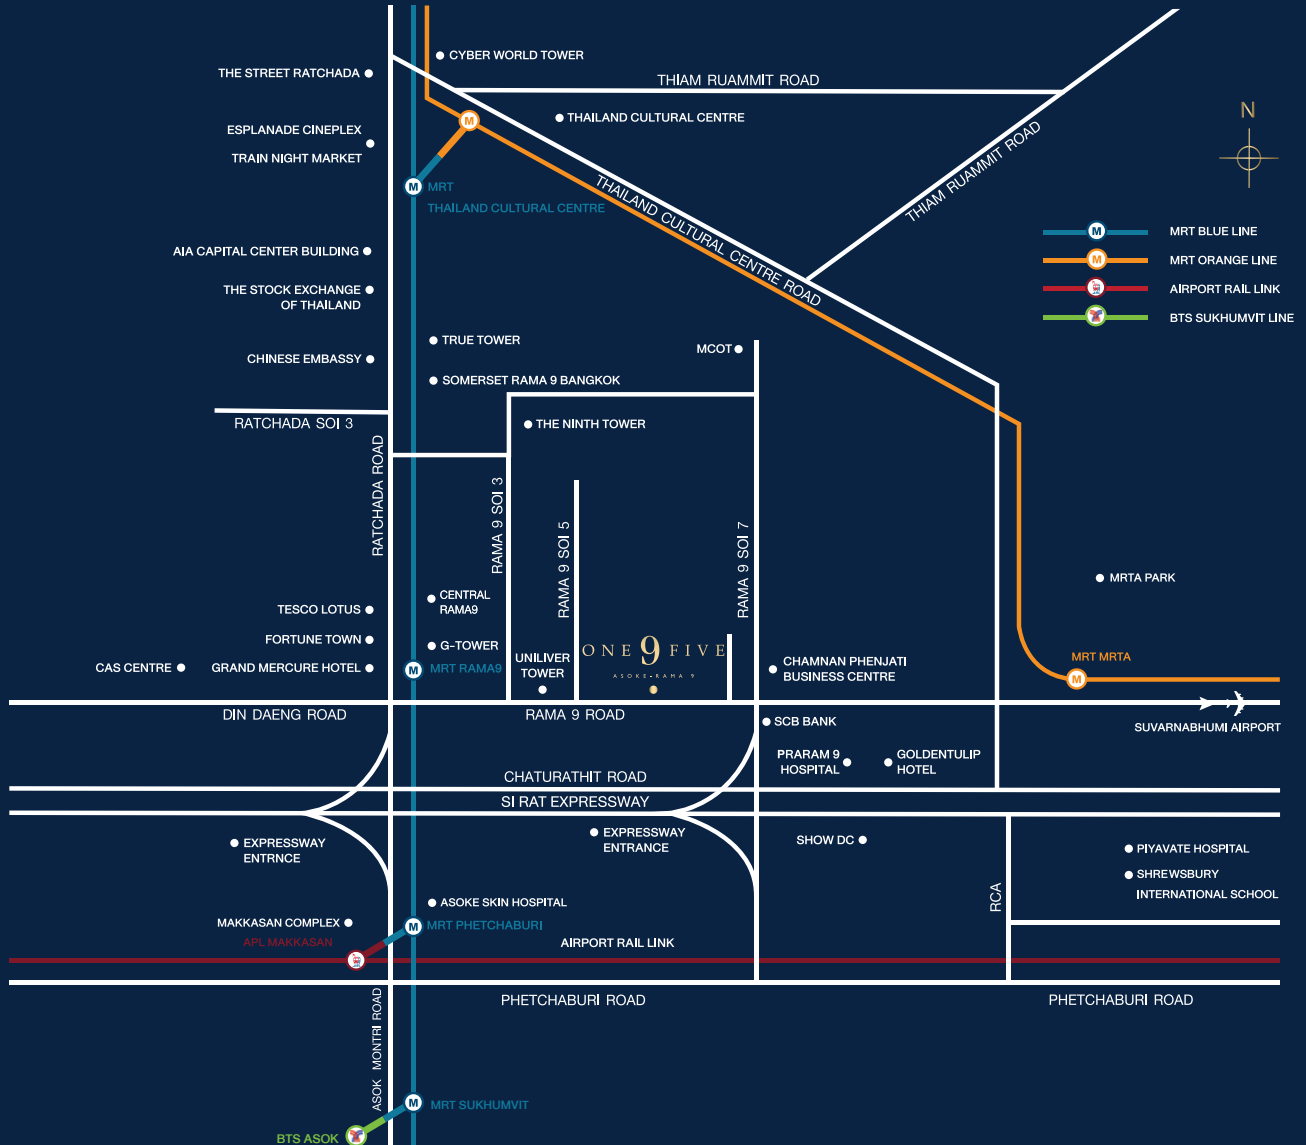 CYBER WORLD TOWER
THE STREET RATCHADA
THIAM RUAMMIT ROAD
N
THAILAND CULTURAL CENTRE
ESPLANADE CINEPLEX
TRAIN NIGHT MARKET
M
THIAM RUAMMIT ROAD
M
MRT
THAILAND CULTURAL CENTRE
THAILAND CULTURAL CENTRE ROAD
M
MRT BLUE LINE
M
MRT ORANGE LINE
AIRPORT RAIL LINK
BTS SUKHUMVIT LINE
AIA CAPITAL CENTER BUILDING
THE STOCK EXCHANGE
OF THAILAND
TRUE TOWER
MCOT
CHINESE EMBASSY
SOMERSET RAMA 9 BANGKOK
RATCHADA SOI 3
THE NINTH TOWER
RATCHADA ROAD
RAMA 9 SOI 3
RAMA 9 SOI 5
RAMA 9 SOI 7
MRTA PARK
CENTRAL
RAMA9
TESCO LOTUS
FORTUNE TOWN
G-TOWER
CAS CENTRE
GRAND MERCURE HOTEL
M
MRT RAMA9
UNILIVER
TOWER
ONE 9 FIVE
ASOKE-RAMA 9
CHAMNAN PHENJATI
BUSINESS CENTRE
MRT MRTA
M
DIN DAENG ROAD
RAMA 9 ROAD
SCB BANK
SUVARNABHUMI AIRPORT
PRARAM 9
HOSPITAL
GOLDENTULIP
HOTEL
CHATURATHIT ROAD
SI RAT EXPRESSWAY
EXPRESSWAY
ENTRNCE
EXPRESSWAY
ENTRANCE
SHOW DC
PIYAVATE HOSPITAL
SHREWSBURY
INTERNATIONAL SCHOOL
RCA
ASOKE SKIN HOSPITAL
MAKKASAN COMPLEX
M
MRT PHETCHABURI
APL MAKKASAN
AIRPORT RAIL LINK
PHETCHABURI ROAD
PHETCHABURI ROAD
ASOK MONTRI ROAD
M
MRT SUKHUMVIT
BTS ASOK